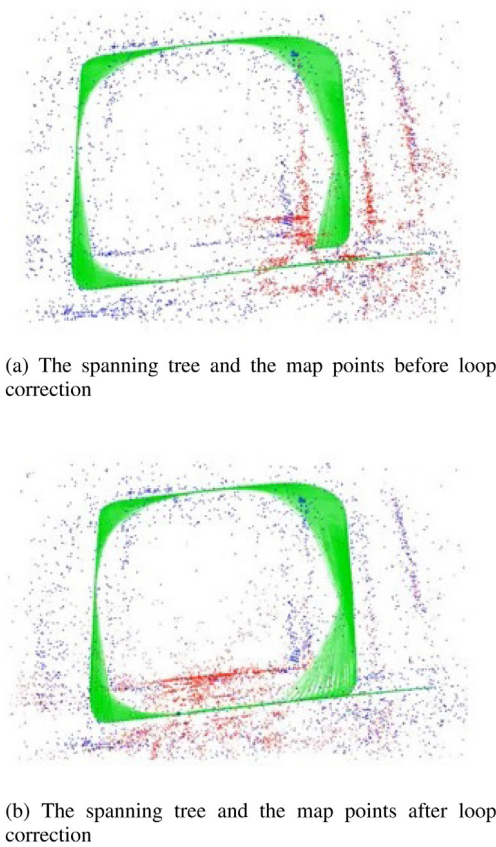 (a) The spanning tree and the map points before loop
correction
(b) The spanning tree and the map points after loop
correction